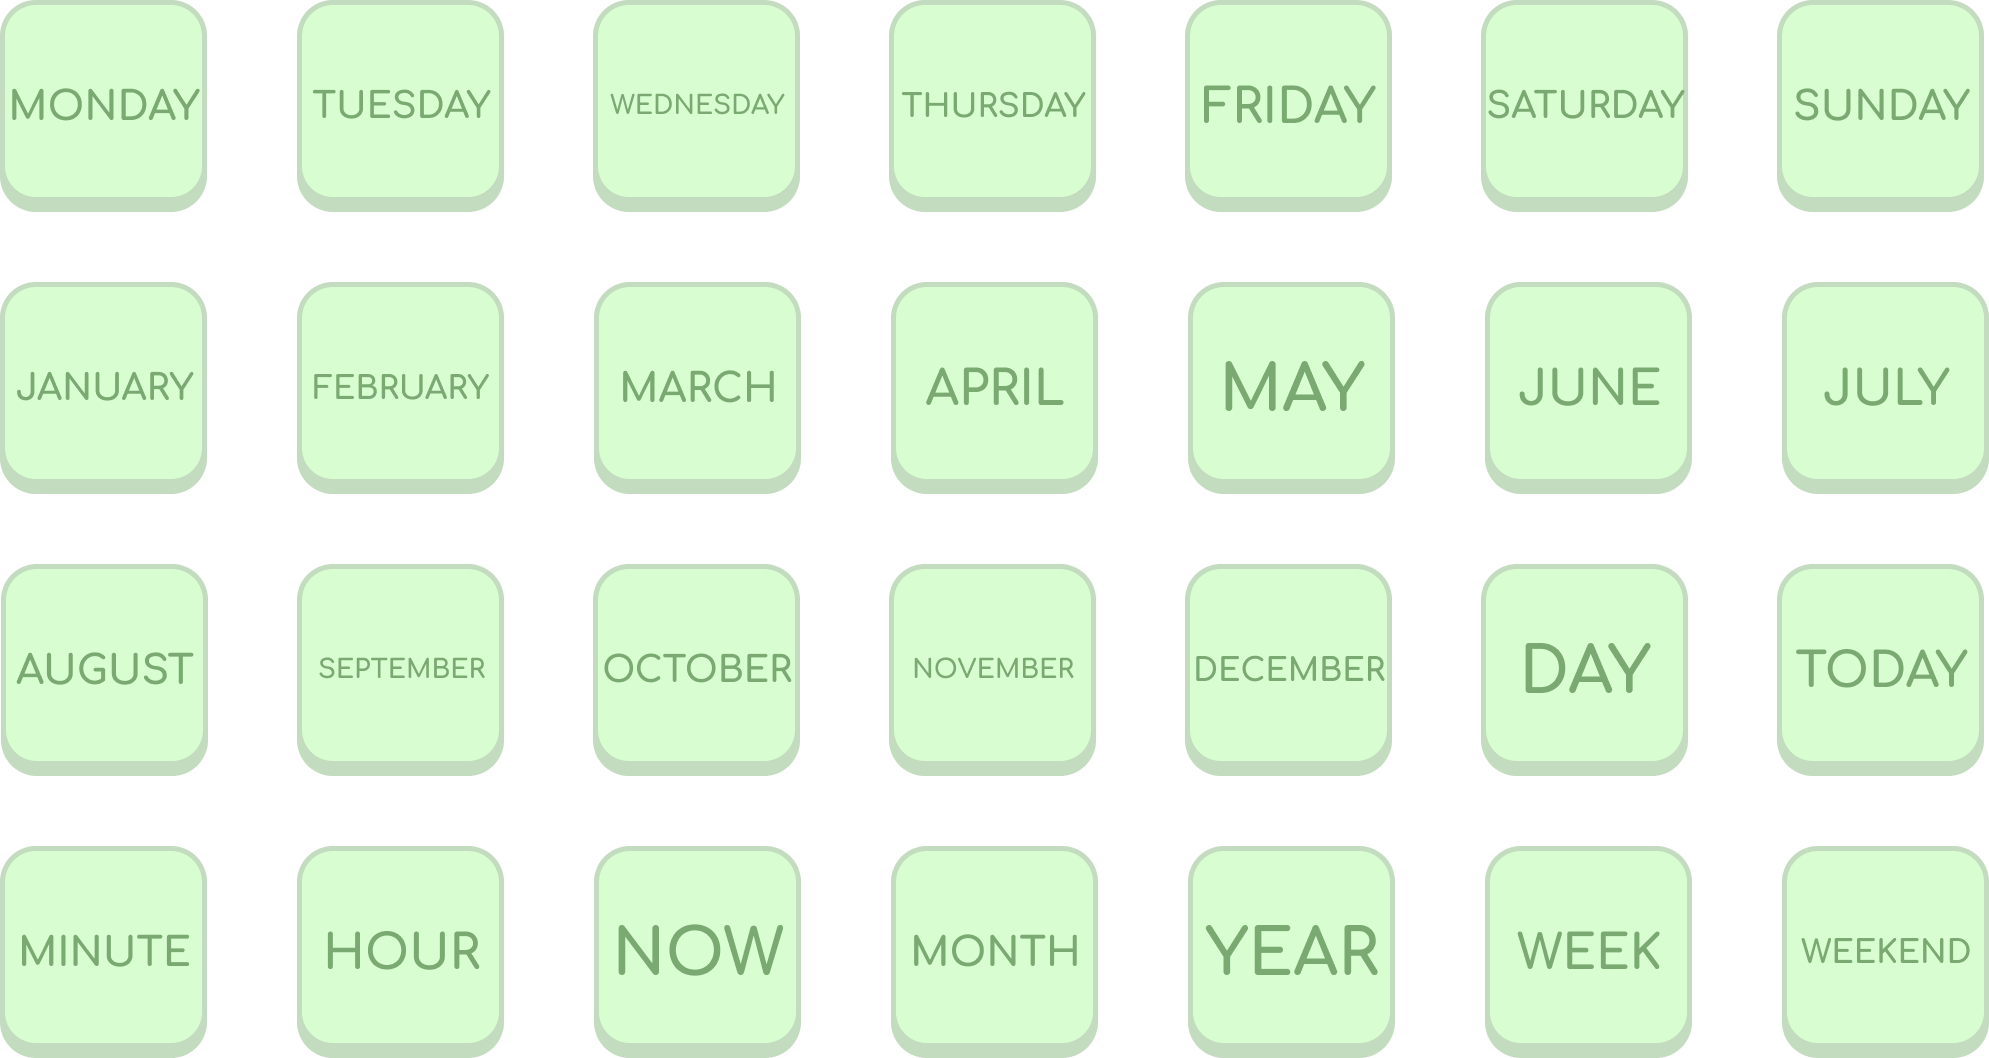 MONDAY TUESDAY WEDNESDAY THURSDAY FRIDAY SATURDAY SUNDAY
JANUARY FEBRUARY MARCH APRIL MAY JUNE JULY
AUGUST SEPTEMBER OCTOBER NOVEMBER DECEMBER DAY TODAY
MINUTE HOUR NOW MONTH YEAR WEEK WEEKEND